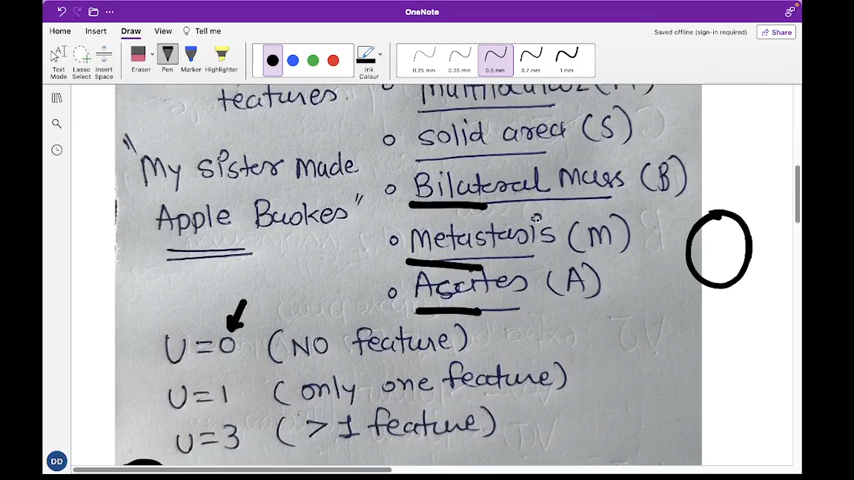 OneNote
Home Insert Draw View Tell me
Saved offline (sign-in required) Share
Text Mode
Lasso Select
Insert Space
Eraser
Pen
Marker
Highlighter
Ink Colour
0.25 mm
0.35 mm
0.5 mm
0.7 mm
1 mm
features.
"My sister Made
Apple Baokes"
solid area (S)
Bilateral Mass (B)
Metastasis (M)
Ascites (A)
U=0 (NO feature)
U=1 (only one feature)
U=3 (>1 feature)
DD